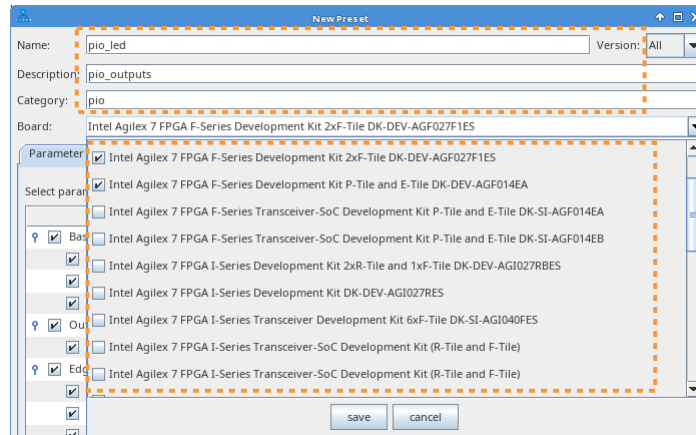 New Preset
Name: pio_led Version: All
Description: pio_outputs
Category: pio
Board: Intel Agilex 7 FPGA F-Series Development Kit 2xF-Tile DK-DEV-AGF027F1ES
Parameter
Intel Agilex 7 FPGA F-Series Development Kit 2xF-Tile DK-DEV-AGF027F1ES
Intel Agilex 7 FPGA F-Series Development Kit P-Tile and E-Tile DK-DEV-AGF014EA
Select parar
Intel Agilex 7 FPGA F-Series Transceiver-SoC Development Kit P-Tile and E-Tile DK-SI-AGF014EA
Bas
Intel Agilex 7 FPGA F-Series Transceiver-SoC Development Kit P-Tile and E-Tile DK-SI-AGF014EB
Intel Agilex 7 FPGA I-Series Development Kit 2xR-Tile and 1xF-Tile DK-DEV-AGI027RBES
Intel Agilex 7 FPGA I-Series Development Kit DK-DEV-AGI027RES
Ou
Intel Agilex 7 FPGA I-Series Transceiver Development Kit 6xF-Tile DK-SI-AGI040FES
Intel Agilex 7 FPGA I-Series Transceiver-SoC Development Kit (R-Tile and F-Tile)
Edg
Intel Agilex 7 FPGA I-Series Transceiver-SoC Development Kit (R-Tile and F-Tile)
save cancel